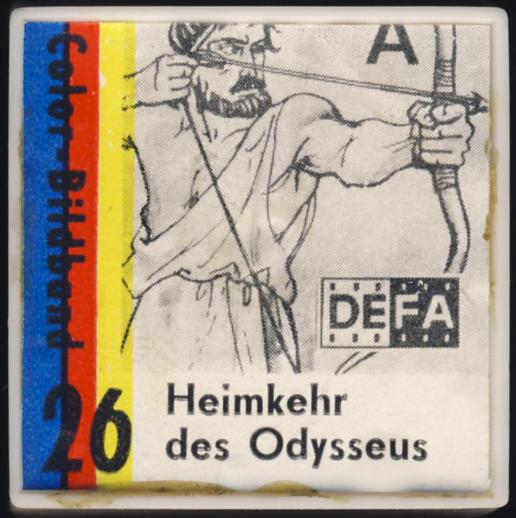 A
Color-Bildband
DEFA
26
Heimkehr
des Odysseus